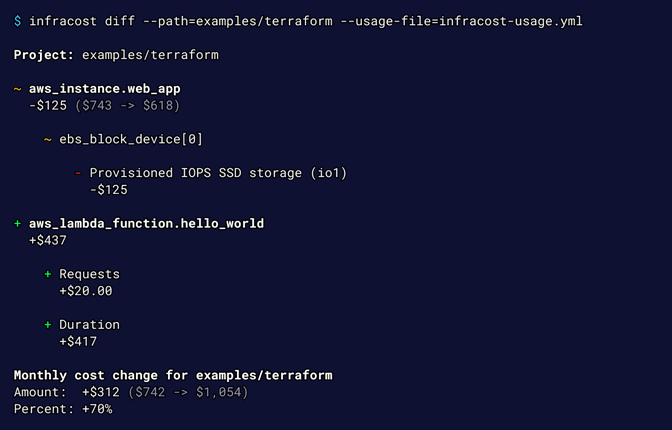 $ infracost diff --path=examples/terraform --usage-file=infracost-usage.yml
Project: examples/terraform
~ aws_instance.web_app
-$125 ($743 -> $618)
~ ebs_block_device[0]
- Provisioned IOPS SSD storage (io1)
-$125
+ aws_lambda_function.hello_world
+$437
+ Requests
+$20.00
+ Duration
+$417
Monthly cost change for examples/terraform
Amount: +$312 ($742 -> $1,054)
Percent: +70%